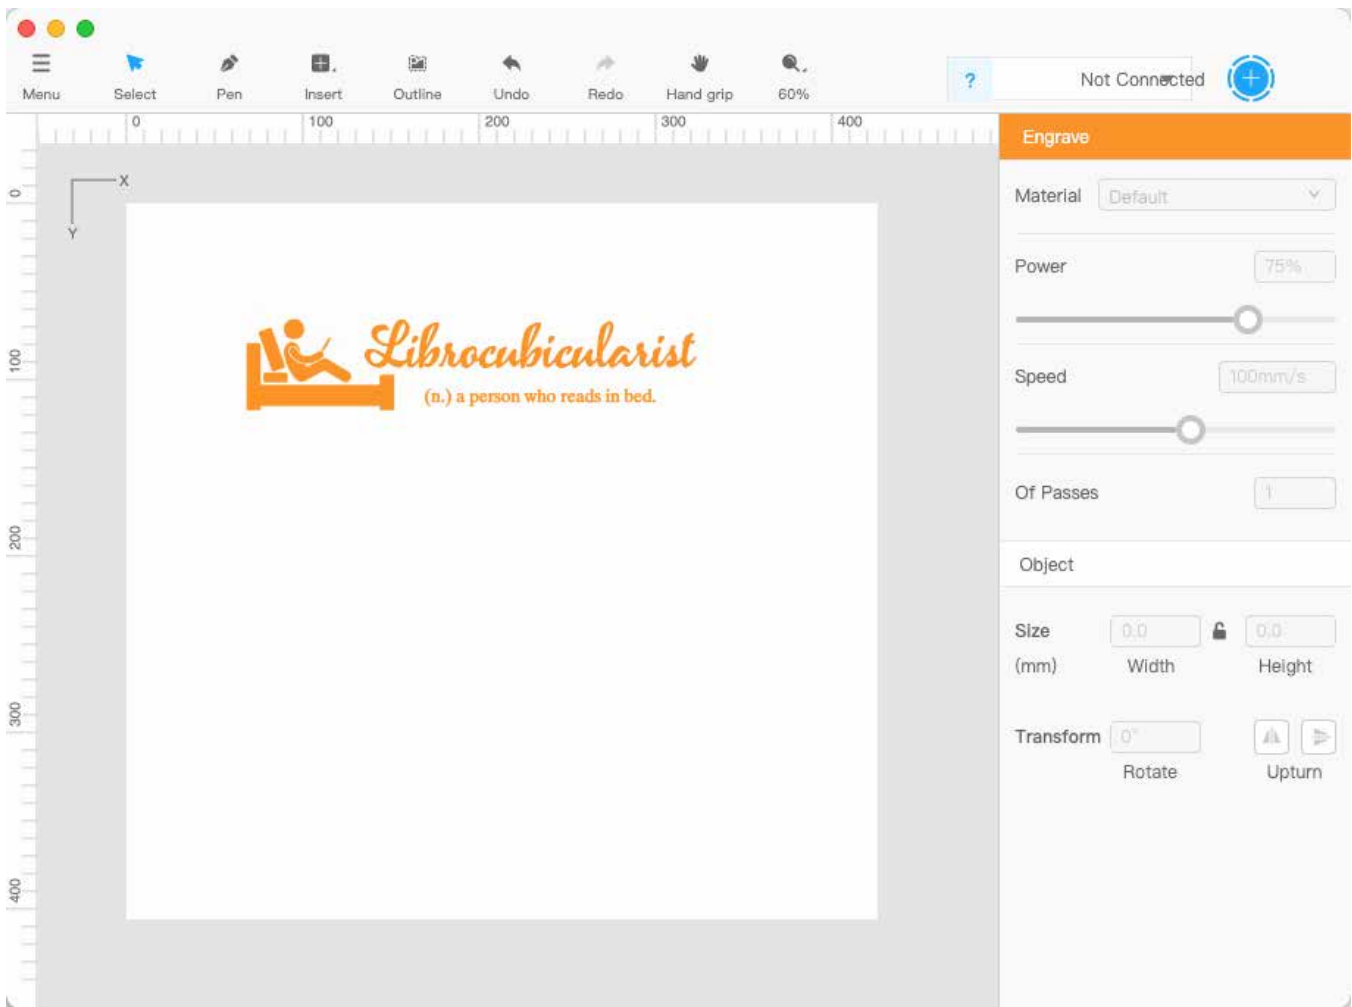 Menu Select Pen Insert Outline Undo Redo Hand grip 60% ? Not Connected
0 100 200 300 400
Engrave
X
Y
0
100
200
300
400
Librocubicularist
(n.) a person who reads in bed.
Material Default
Power 75%
Speed 100mm/s
Of Passes 1
Object
Size 0.0 0.0
(mm) Width Height
Transform 0°
Rotate Upturn